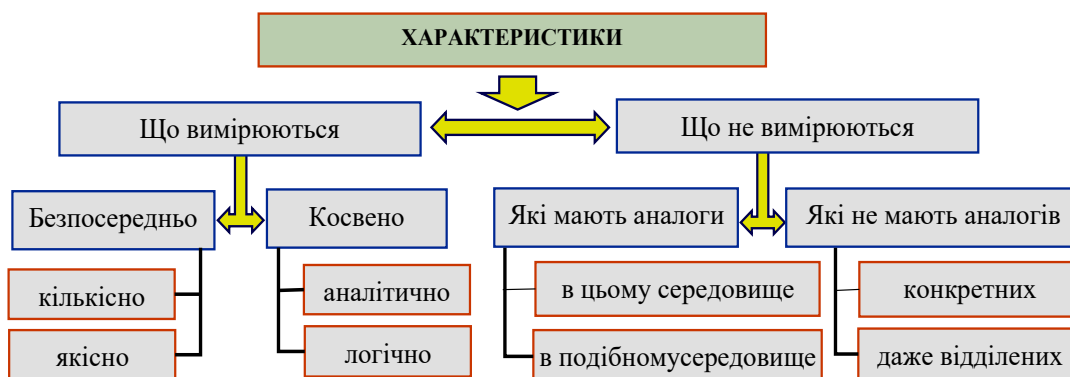 ХАРАКТЕРИСТИКИ
Що вимірюються
Що не вимірюються
Безпосередньо
Косвено
Які мають аналоги
Які не мають аналогів
кількісно
аналітично
в цьому середовище
конкретних
якісно
логічно
в подібномусередовище
даже відділених